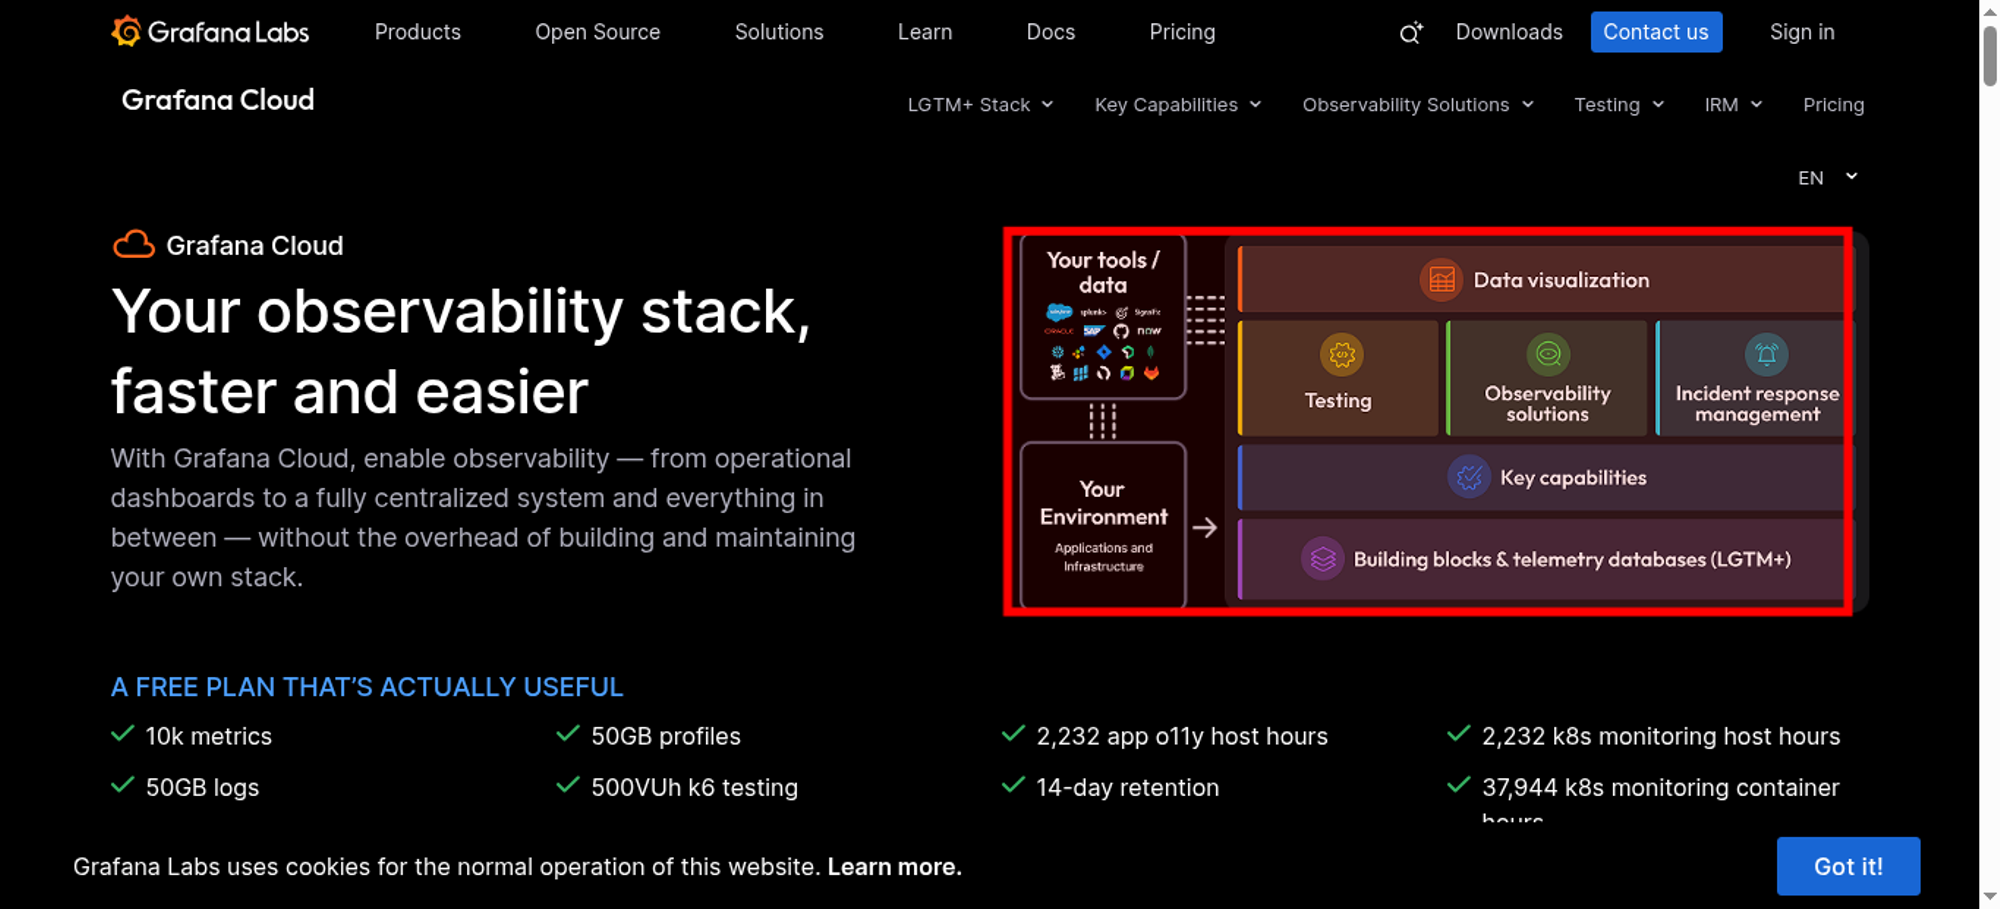 Grafana Labs
Products
Open Source
Solutions
Learn
Docs
Pricing
Downloads
Contact us
Sign in
Grafana Cloud
LGTM+ Stack
Key Capabilities
Observability Solutions
Testing
IRM
Pricing
EN
Grafana Cloud
Your observability stack,
faster and easier
With Grafana Cloud, enable observability — from operational
dashboards to a fully centralized system and everything in
between — without the overhead of building and maintaining
your own stack.
Your tools /
data
splunk>
SignalFx
ORACLE
SAP
now
Your
Environment
Applications and
Infrastructure
Data visualization
Testing
Observability
solutions
Incident response
management
Key capabilities
Building blocks & telemetry databases (LGTM+)
A FREE PLAN THAT’S ACTUALLY USEFUL
10k metrics
50GB profiles
2,232 app o11y host hours
2,232 k8s monitoring host hours
50GB logs
500VUh k6 testing
14-day retention
37,944 k8s monitoring container
hours
Grafana Labs uses cookies for the normal operation of this website. Learn more.
Got it!